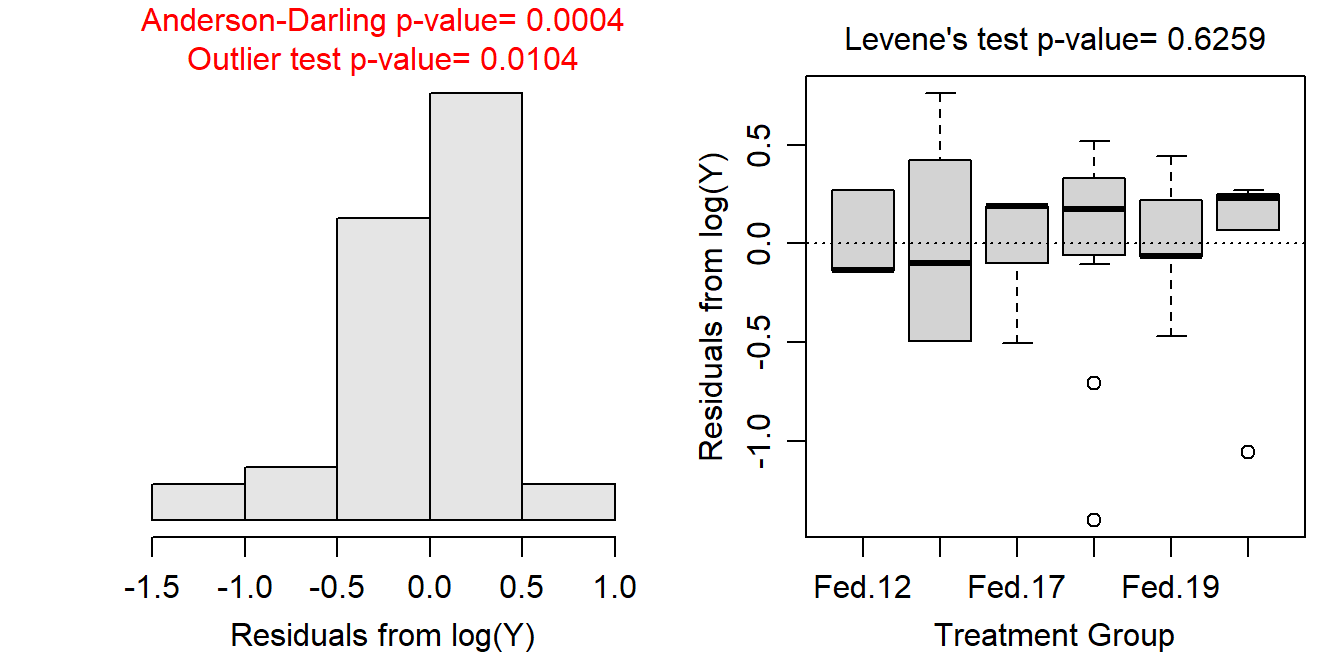 Anderson-Darling p-value= 0.0004
Outlier test p-value= 0.0104
-1.5 -1.0 -0.5 0.0 0.5 1.0
Residuals from log(Y)
Levene's test p-value= 0.6259
Residuals from log(Y)
0.5
0.0
-0.5
-1.0
Fed.12 Fed.17 Fed.19
Treatment Group